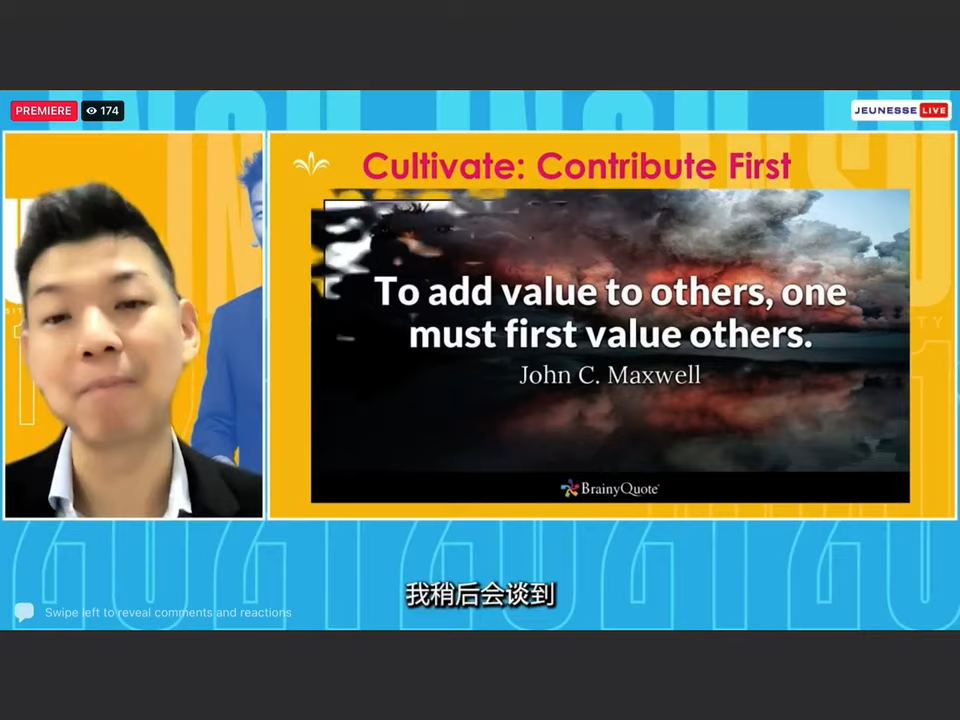 PREMIERE
174
JEUNESSE LIVE
Cultivate: Contribute First
To add value to others, one
must first value others.
John C. Maxwell
BrainyQuote
我稍后会谈到
Swipe left to reveal comments and reactions